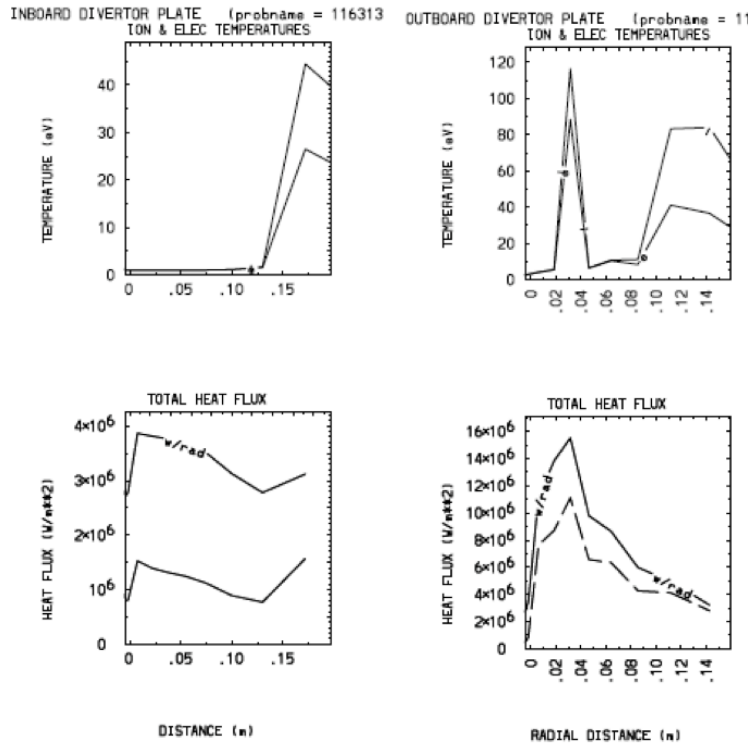 INBOARD DIVERTOR PLATE (probname = 116313
ION & ELEC TEMPERATURES
TEMPERATURE (eV)
40
30
20
10
0
0 .05 .10 .15
OUTBOARD DIVERTOR PLATE (probname = 11
ION & ELEC TEMPERATURES
TEMPERATURE (eV)
120
100
80
60
40
20
0
0 .02 .04 .06 .08 .10 .12 .14
e
i
e
i
TOTAL HEAT FLUX
HEAT FLUX (W/m**2)
4×10⁶
3×10⁶
2×10⁶
10⁶
0
w/rad
0 .05 .10 .15
DISTANCE (m)
TOTAL HEAT FLUX
HEAT FLUX (W/m**2)
16×10⁶
14×10⁶
12×10⁶
10×10⁶
8×10⁶
6×10⁶
4×10⁶
2×10⁶
0
w/rad
w/rad
0 .02 .04 .06 .08 .10 .12 .14
RADIAL DISTANCE (m)